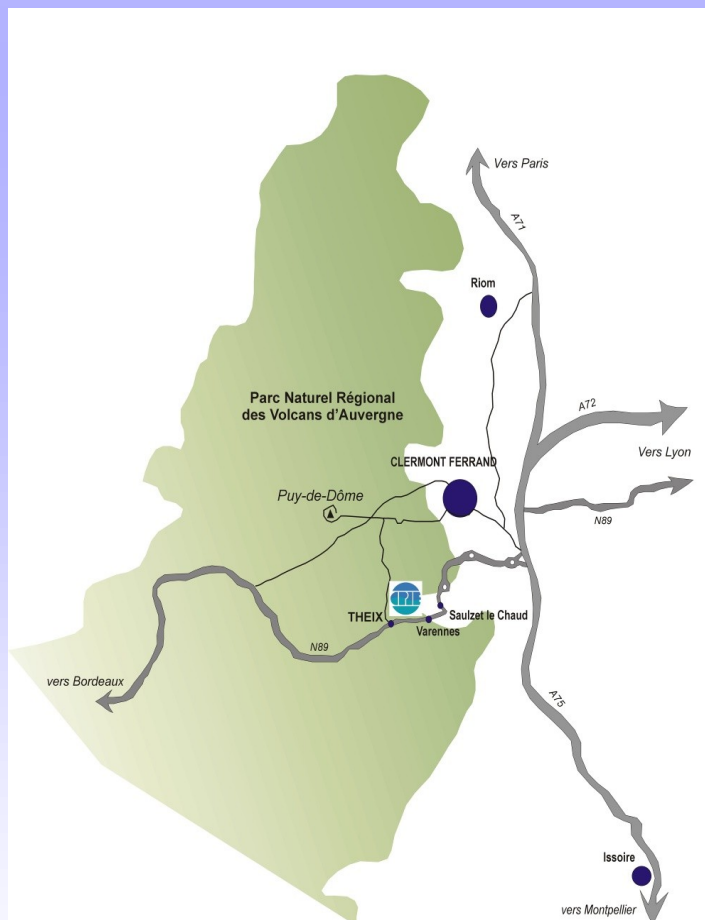 Vers Paris
A71
Riom
Parc Naturel Régional
des Volcans d'Auvergne
A72
Vers Lyon
CLERMONT FERRAND
Puy-de-Dôme
N89
CPIE
THEIX
Saulzet le Chaud
Varennes
N89
vers Bordeaux
A75
Issoire
vers Montpellier